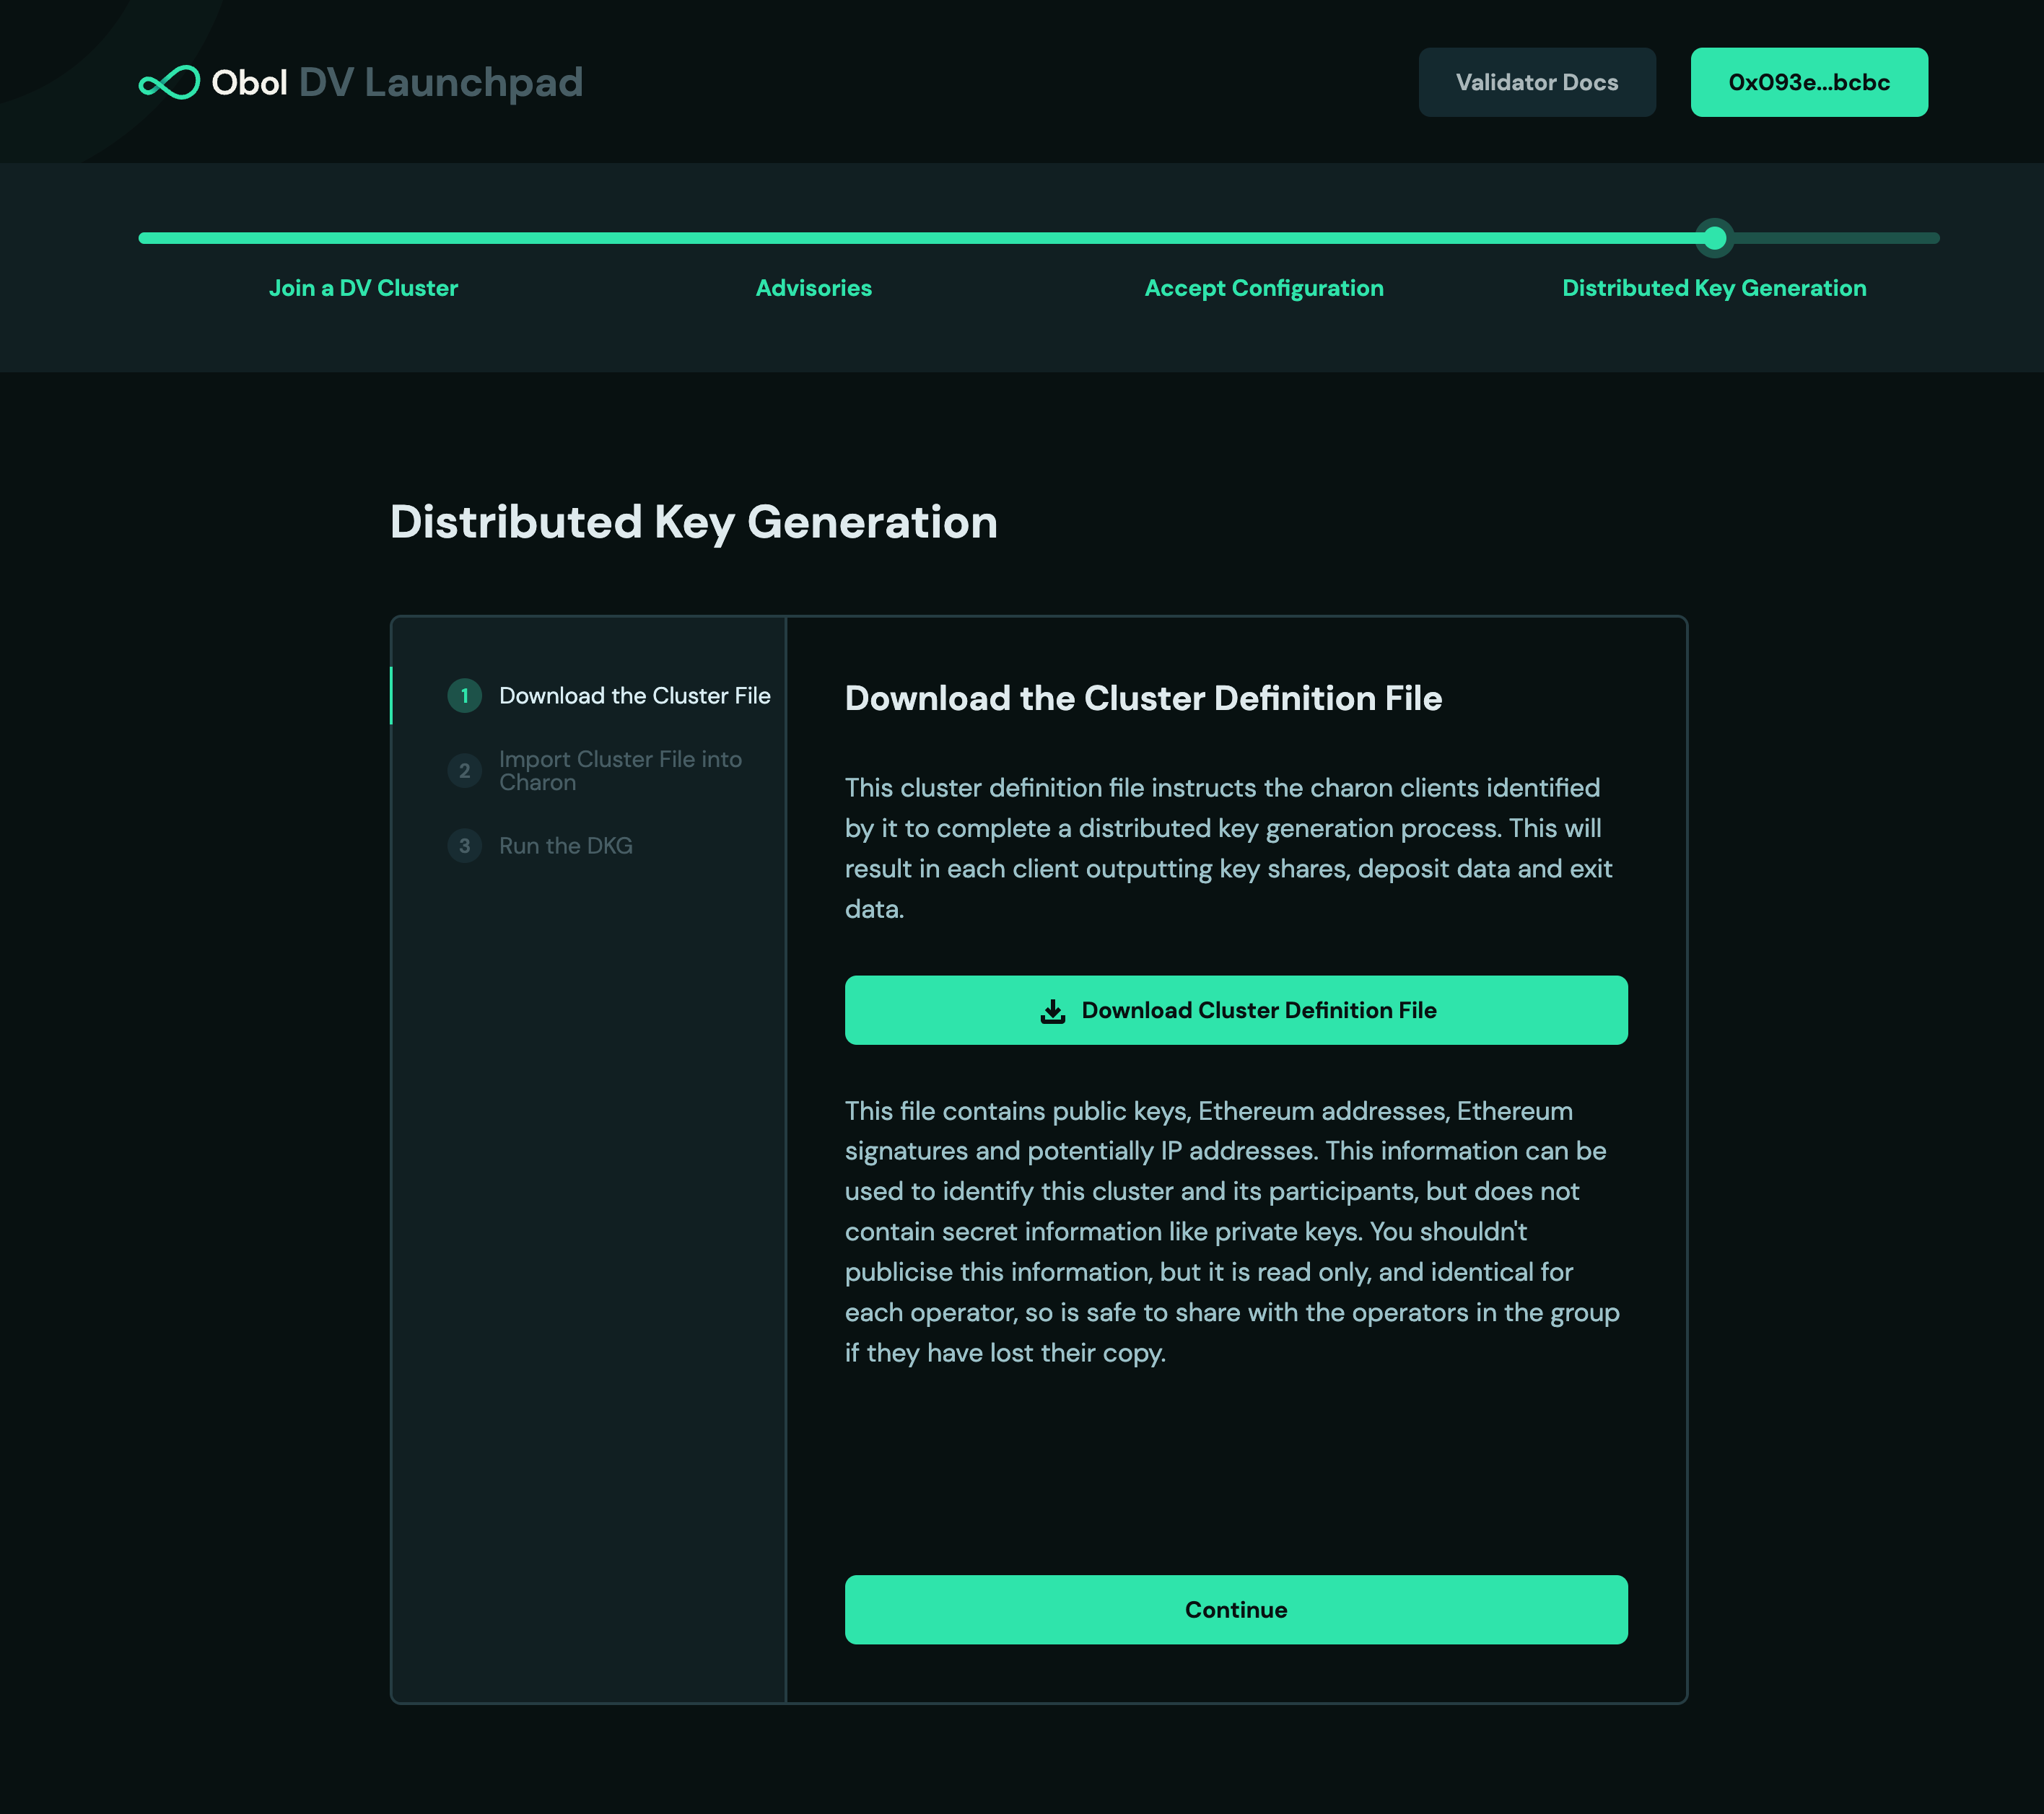 Obol DV Launchpad
Validator Docs
0x093e...bcbc
Join a DV Cluster
Advisories
Accept Configuration
Distributed Key Generation
Distributed Key Generation
1
Download the Cluster File
2
Import Cluster File into
Charon
3
Run the DKG
Download the Cluster Definition File
This cluster definition file instructs the charon clients identified
by it to complete a distributed key generation process. This will
result in each client outputting key shares, deposit data and exit
data.
Download Cluster Definition File
This file contains public keys, Ethereum addresses, Ethereum
signatures and potentially IP addresses. This information can be
used to identify this cluster and its participants, but does not
contain secret information like private keys. You shouldn't
publicise this information, but it is read only, and identical for
each operator, so is safe to share with the operators in the group
if they have lost their copy.
Continue